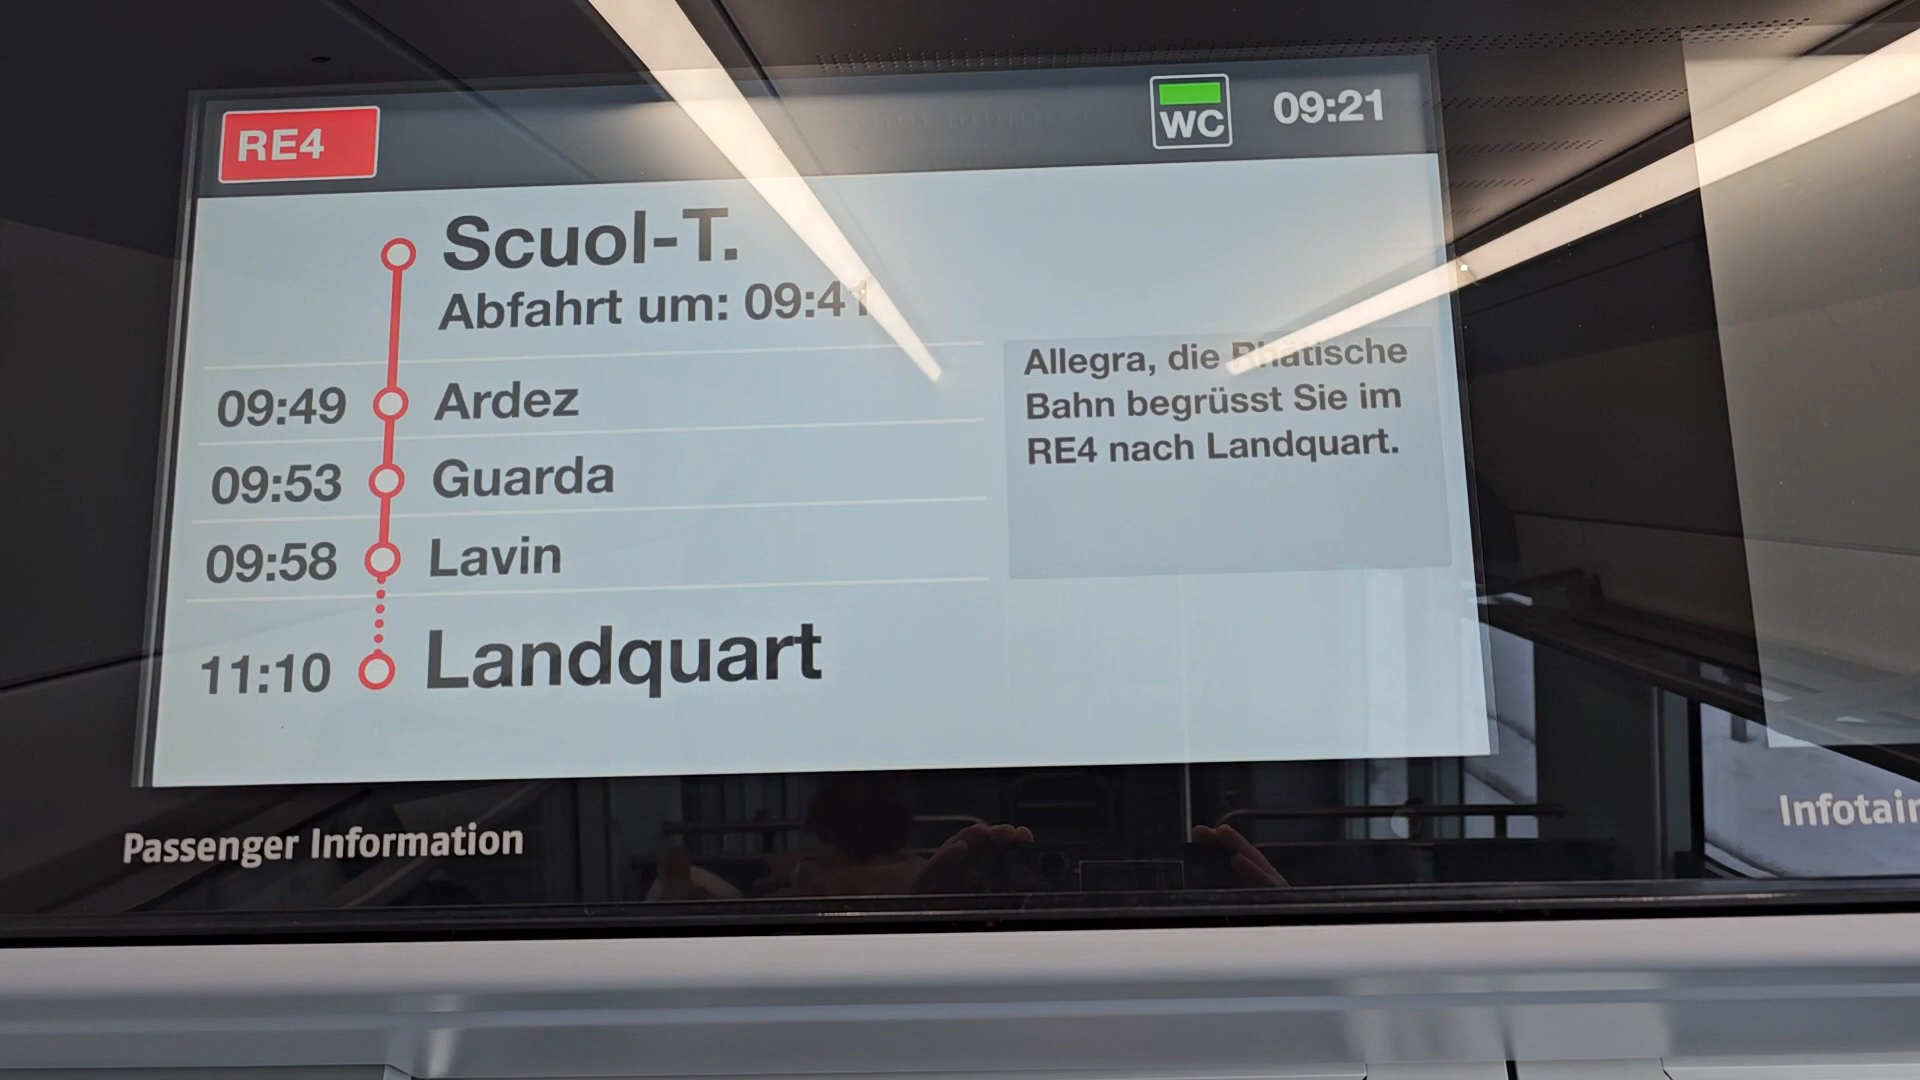 RE4
WC 09:21
Scuol-T.
Abfahrt um: 09:41
09:49 Ardez
09:53 Guarda
09:58 Lavin
11:10 Landquart
Allegra, die Rhätische
Bahn begrüsst Sie im
RE4 nach Landquart.
Passenger Information